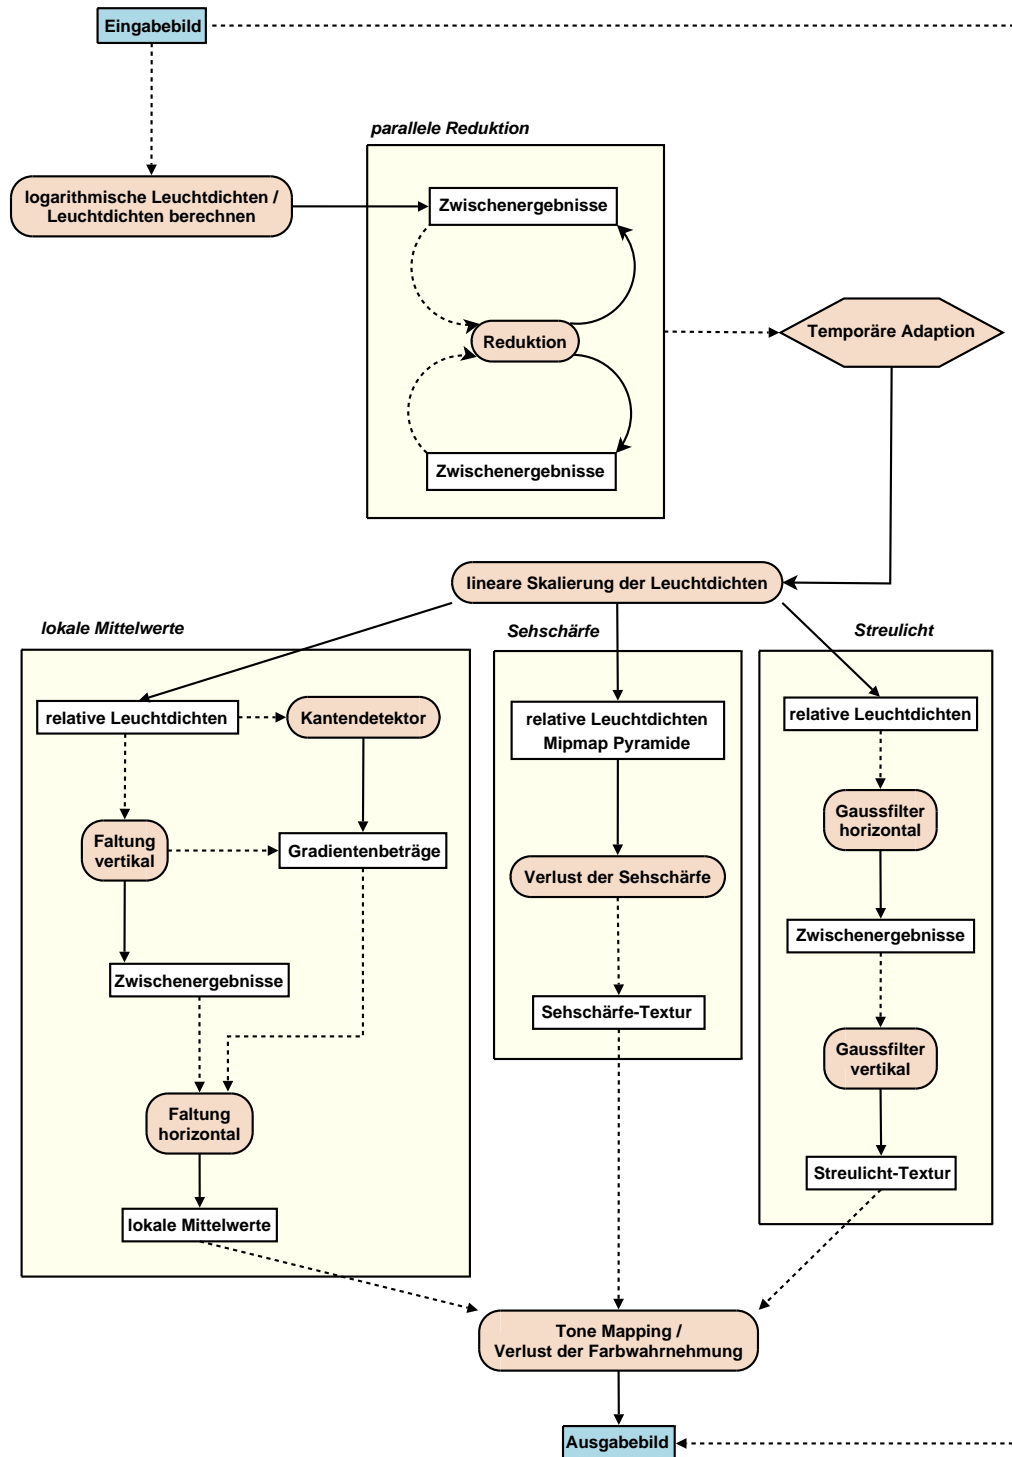 Eingabebild
parallele Reduktion
logarithmische Leuchtdichten /
Leuchtdichten berechnen
Zwischenergebnisse
Reduktion
Temporäre Adaption
Zwischenergebnisse
lineare Skalierung der Leuchtdichten
lokale Mittelwerte
relative Leuchtdichten
Kantendetektor
Faltung
vertikal
Gradientenbeträge
Zwischenergebnisse
Faltung
horizontal
lokale Mittelwerte
Sehschärfe
relative Leuchtdichten
Mipmap Pyramide
Verlust der Sehschärfe
Sehschärfe-Textur
Streulicht
relative Leuchtdichten
Gaussfilter
horizontal
Zwischenergebnisse
Gaussfilter
vertikal
Streulicht-Textur
Tone Mapping /
Verlust der Farbwahrnehmung
Ausgabebild